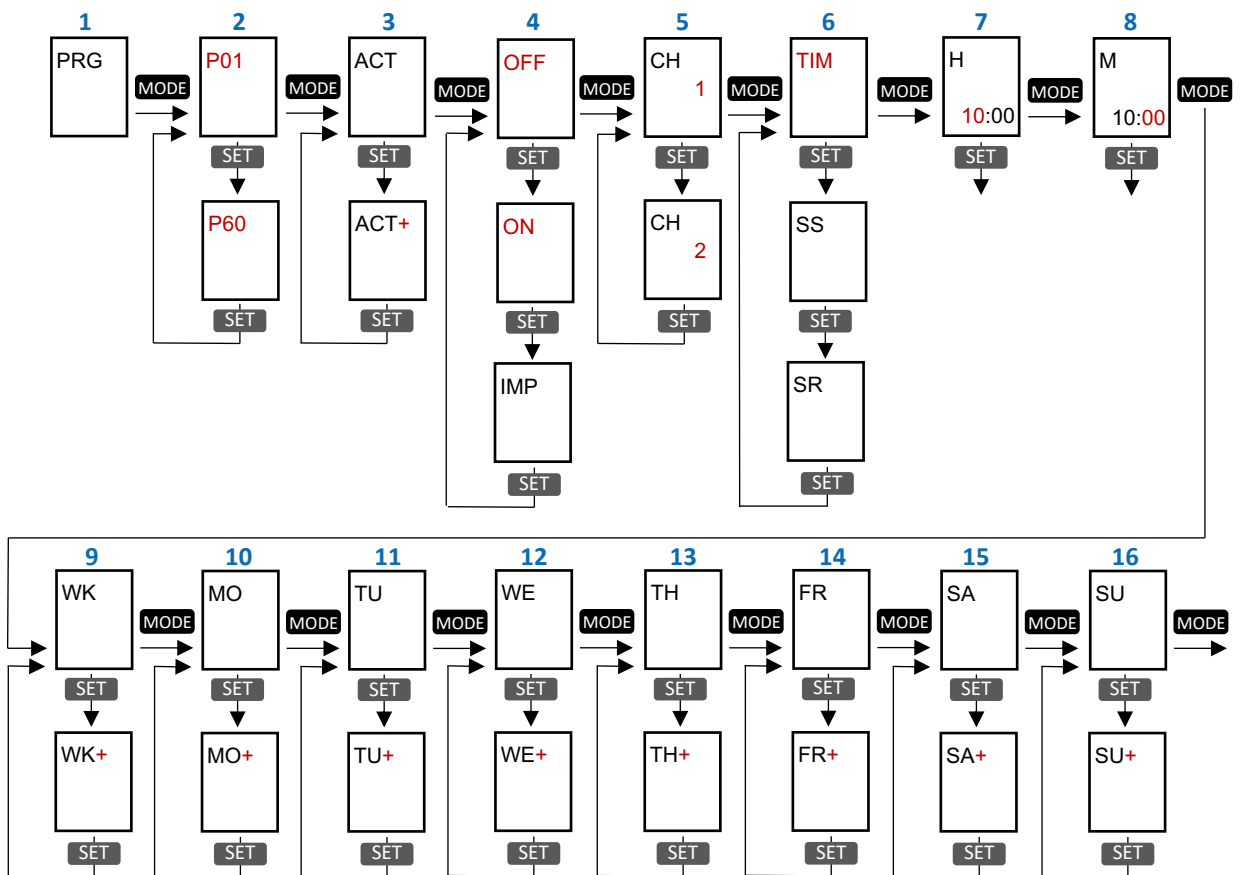 1 2 3 4 5 6 7 8
PRG P01 ACT OFF CH 1 TIM H 10:00 M 10:00
MODE MODE MODE MODE MODE MODE MODE MODE
SET SET SET SET SET SET SET
P60 ACT+ ON CH 2 SS
SET SET SET SET SET
IMP SR
SET SET
9 10 11 12 13 14 15 16
WK MO TU WE TH FR SA SU
MODE MODE MODE MODE MODE MODE MODE MODE
SET SET SET SET SET SET SET SET
WK+ MO+ TU+ WE+ TH+ FR+ SA+ SU+
SET SET SET SET SET SET SET SET